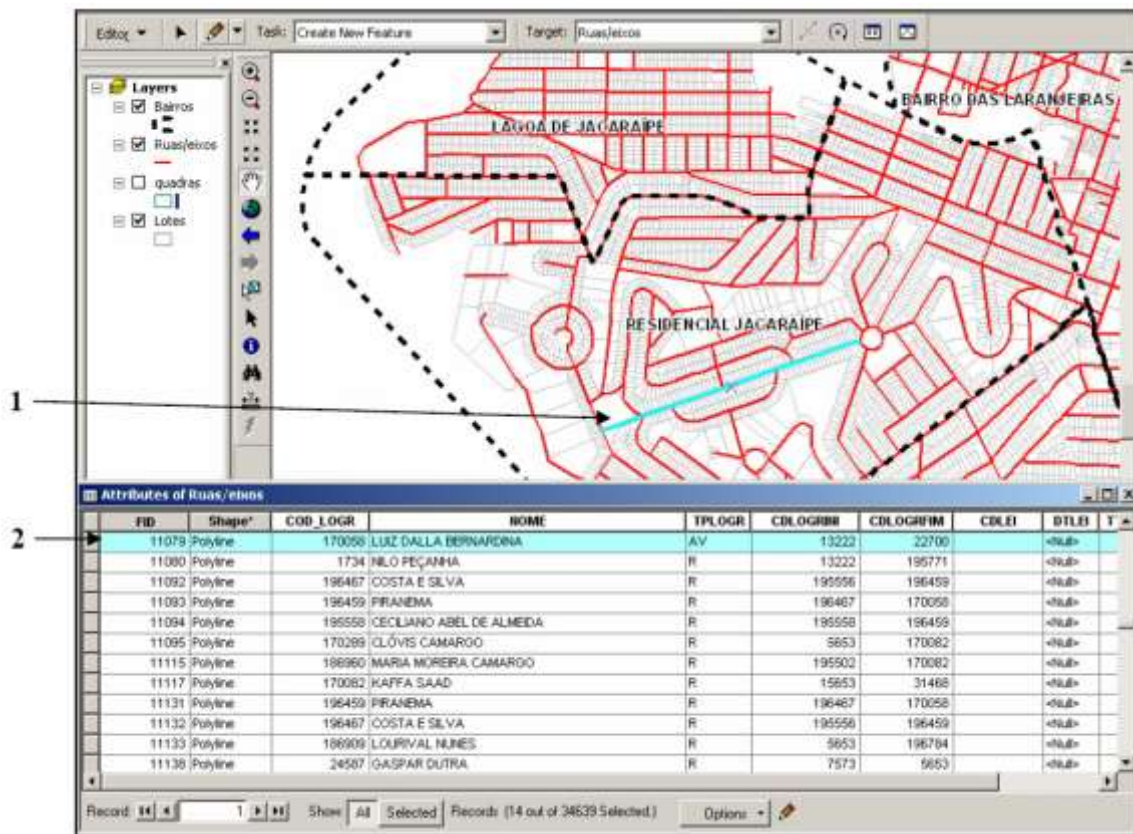 Editor Task: Create New Feature Target: Ruas/eixos
Layers
Bairros
Ruas/eixos
quadras
Lotes
BAIRRO DAS LARANJEIRAS
LAGOA DE JACARAÍPE
RESIDENCIAL JACARAÍPE
1
Attributes of Ruas/eixos
FID Shape* COD_LOGR NOME TPLOGR CDLOGRINI CDLOGRFIM CDLEI DTLEI T
2
11079 Polyline 170058 LUIZ DALLA BERNARDINA AV 13222 22700 <Null>
11080 Polyline 1734 NILO PEÇANHA R 13222 195771 <Null>
11092 Polyline 196467 COSTA E SILVA R 195556 196459 <Null>
11093 Polyline 196459 PIRANEMA R 196467 170058 <Null>
11094 Polyline 195558 CECILIANO ABEL DE ALMEIDA R 195558 196459 <Null>
11095 Polyline 170289 CLÓVIS CAMARGO R 5653 170082 <Null>
11115 Polyline 186960 MARIA MOREIRA CAMARGO R 195502 170082 <Null>
11117 Polyline 170082 KAFFA SAAD R 15653 31468 <Null>
11131 Polyline 196459 PIRANEMA R 196467 170058 <Null>
11132 Polyline 196467 COSTA E SILVA R 195556 196459 <Null>
11133 Polyline 186909 LOURIVAL NUNES R 5653 196784 <Null>
11138 Polyline 24587 GASPAR DUTRA R 7573 5653 <Null>
Record: 1 Show: All Selected Records (14 out of 34639 Selected.) Options